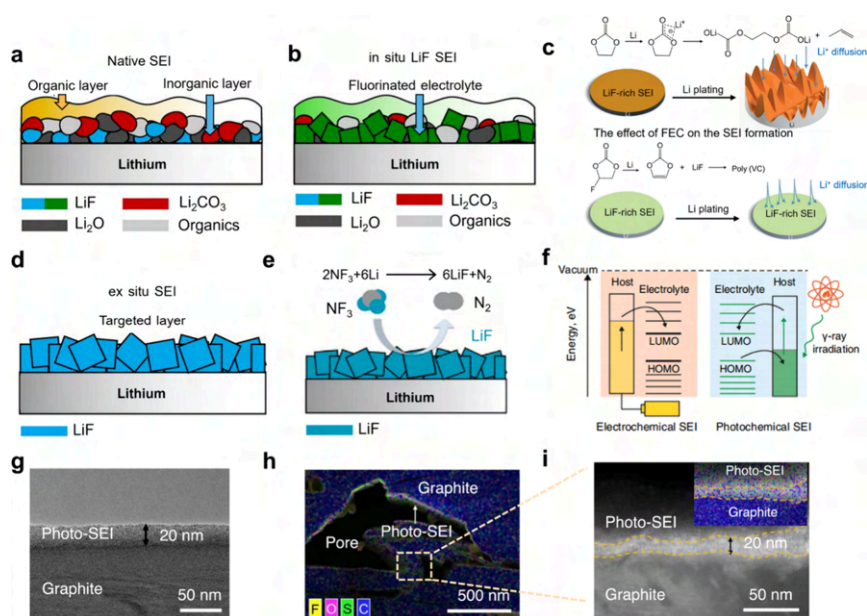 a
Native SEI
Organic layer
Inorganic layer
Lithium
LiF
Li₂CO₃
Li₂O
Organics
b
in situ LiF SEI
Fluorinated electrolyte
Lithium
LiF
Li₂CO₃
Li₂O
Organics
c
O
O
O
Li
Li⁺
O
OLi
O
O
OLi
O
+
Li⁺ diffusion
LiF-rich SEI
Li plating
Li
The effect of FEC on the SEI formation
O
O
O
F
Li
O
O
O
+
LiF
Poly (VC)
Li⁺ diffusion
LiF-rich SEI
Li plating
LiF-rich SEI
d
ex situ SEI
Targeted layer
Lithium
LiF
e
2NF₃+6Li
6LiF+N₂
NF₃
N₂
LiF
Lithium
LiF
f
Vacuum
Energy, eV
Host
Electrolyte
LUMO
HOMO
Electrochemical SEI
Electrolyte
Host
LUMO
HOMO
Photochemical SEI
γ-ray
irradiation
g
Photo-SEI
20 nm
Graphite
50 nm
h
Graphite
Photo-SEI
Pore
F O S C
500 nm
i
Photo-SEI
Graphite
Photo-SEI
20 nm
Graphite
50 nm